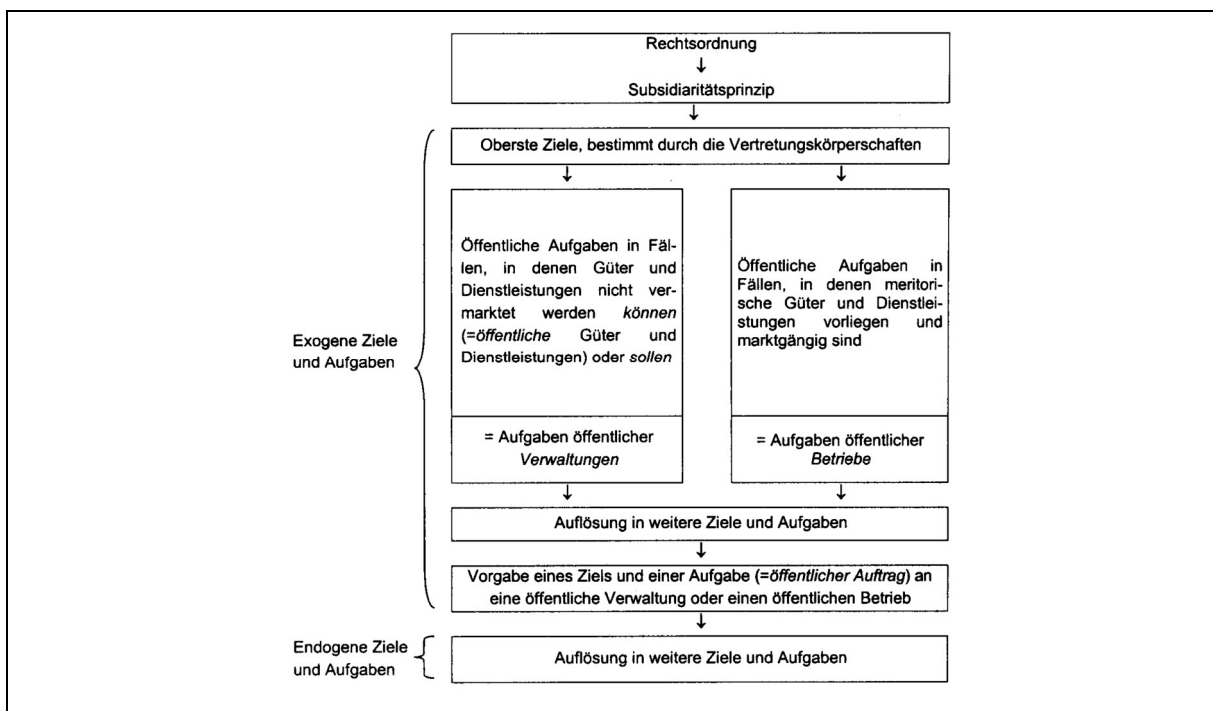 Rechtsordnung
↓
Subsidiaritätsprinzip
↓
Oberste Ziele, bestimmt durch die Vertretungskörperschaften
↓
↓
Öffentliche Aufgaben in Fäl-
len, in denen Güter und
Dienstleistungen nicht ver-
marktet werden können
(=öffentliche Güter und
Dienstleistungen) oder sollen
= Aufgaben öffentlicher
Verwaltungen
Öffentliche Aufgaben in
Fällen, in denen meritori-
sche Güter und Dienstlei-
stungen vorliegen und
marktgängig sind
= Aufgaben öffentlicher
Betriebe
↓
↓
Exogene Ziele
und Aufgaben
Auflösung in weitere Ziele und Aufgaben
↓
Vorgabe eines Ziels und einer Aufgabe (=öffentlicher Auftrag) an
eine öffentliche Verwaltung oder einen öffentlichen Betrieb
↓
Endogene Ziele
und Aufgaben
Auflösung in weitere Ziele und Aufgaben